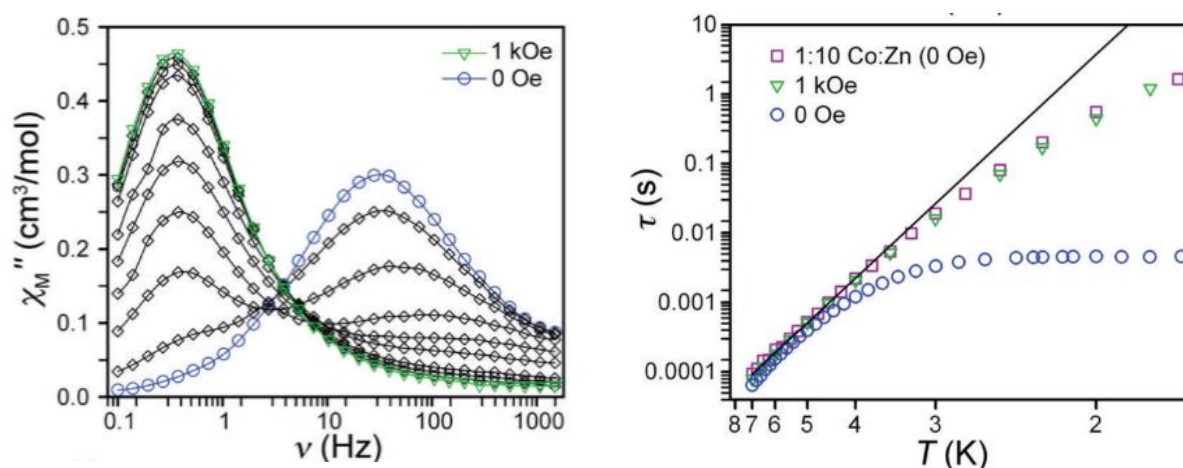 0.5
0.4
0.3
0.2
0.1
0.0
χM″ (cm³/mol)
1 kOe
0 Oe
0.1 1 10 100 1000
ν (Hz)
10
1
0.1
0.01
0.001
0.0001
τ (s)
1:10 Co:Zn (0 Oe)
1 kOe
0 Oe
8 7 6 5 4 3 2
T (K)